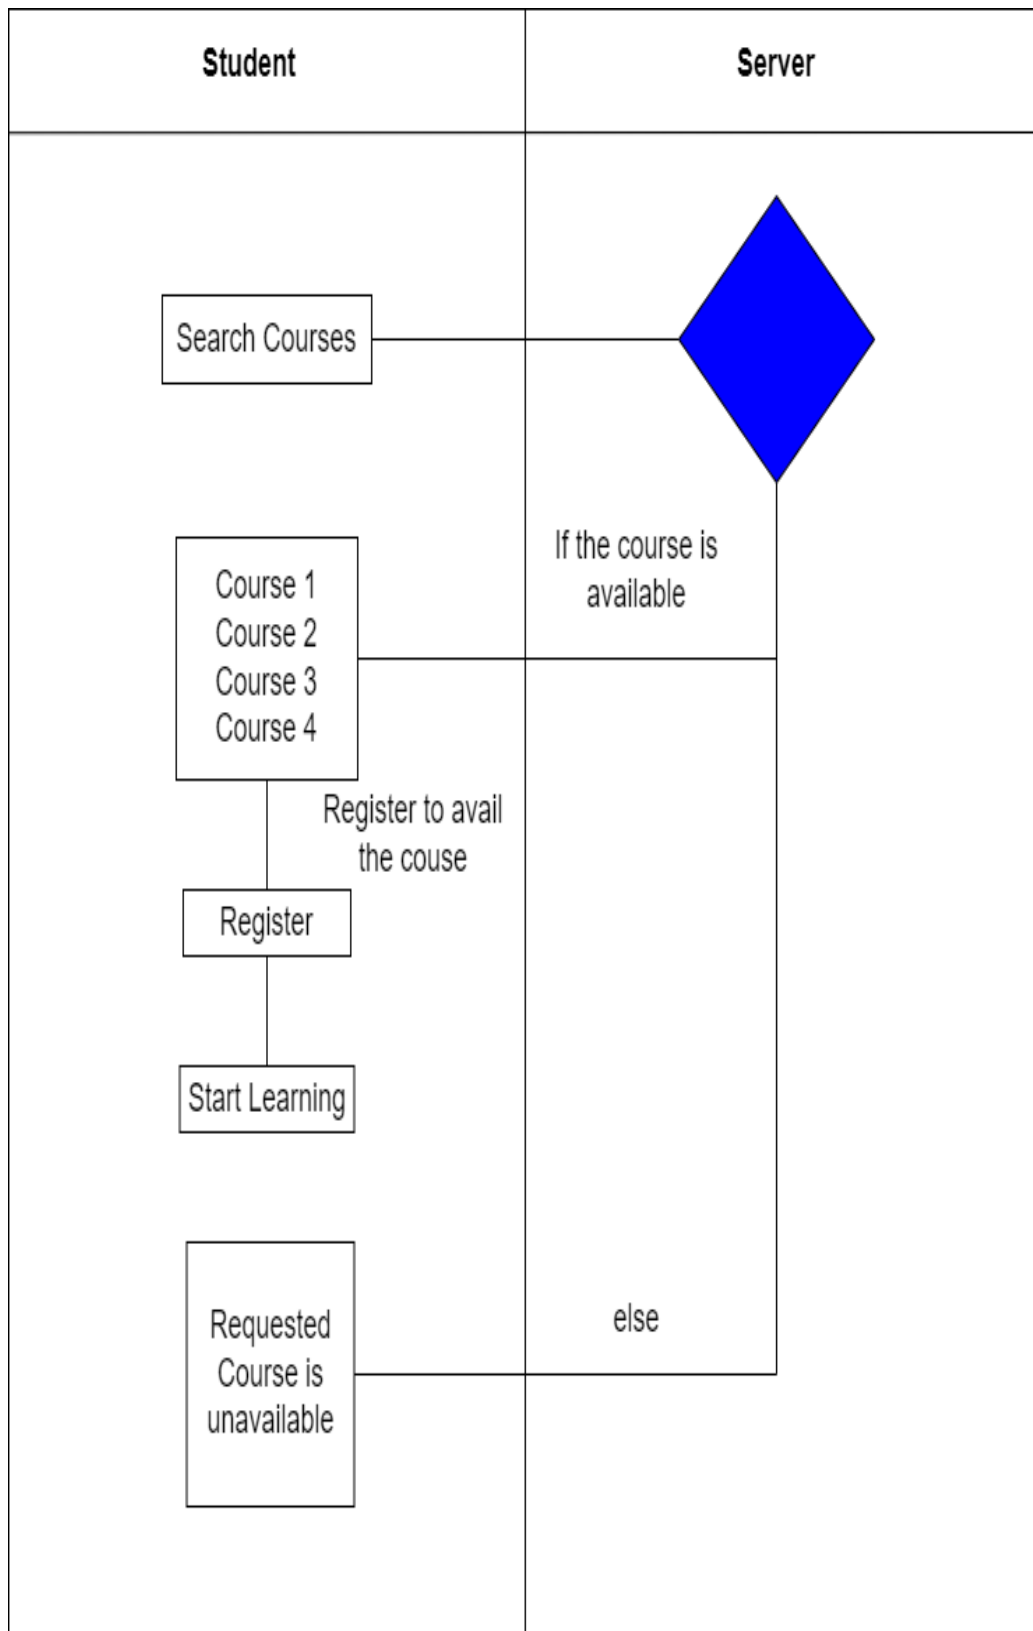 Student
Server
Search Courses
If the course is
available
Course 1
Course 2
Course 3
Course 4
Register to avail
the couse
Register
Start Learning
Requested
Course is
unavailable
else